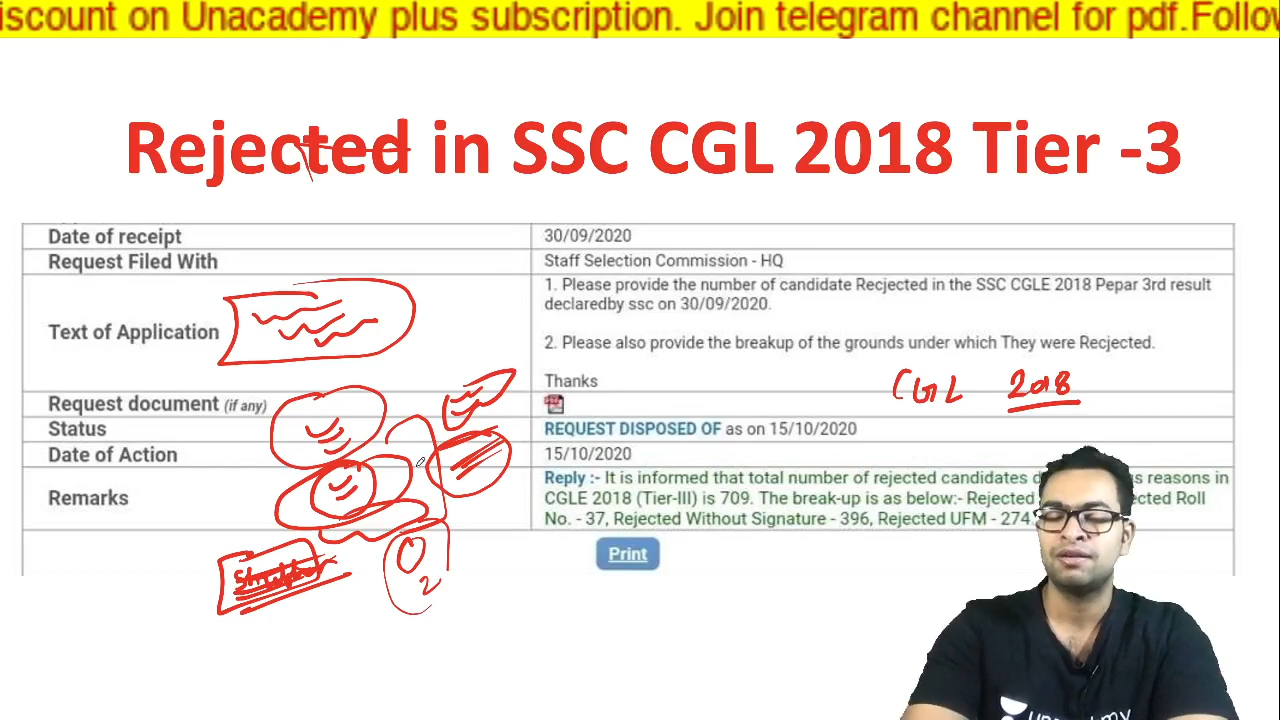 iscount on Unacademy plus subscription. Join telegram channel for pdf.Follow
Rejected in SSC CGL 2018 Tier -3
Date of receipt 30/09/2020
Request Filed With Staff Selection Commission - HQ
Text of Application 1. Please provide the number of candidate Recjected in the SSC CGLE 2018 Pepar 3rd result
declaredby ssc on 30/09/2020.
2. Please also provide the breakup of the grounds under which They were Recjected.
Thanks
CGL 2018
Request document (if any)
Status REQUEST DISPOSED OF as on 15/10/2020
Date of Action 15/10/2020
Remarks Reply :- It is informed that total number of rejected candidates d s reasons in
CGLE 2018 (Tier-III) is 709. The break-up is as below:- Rejected ected Roll
No. - 37, Rejected Without Signature - 396, Rejected UFM - 274
2
Print